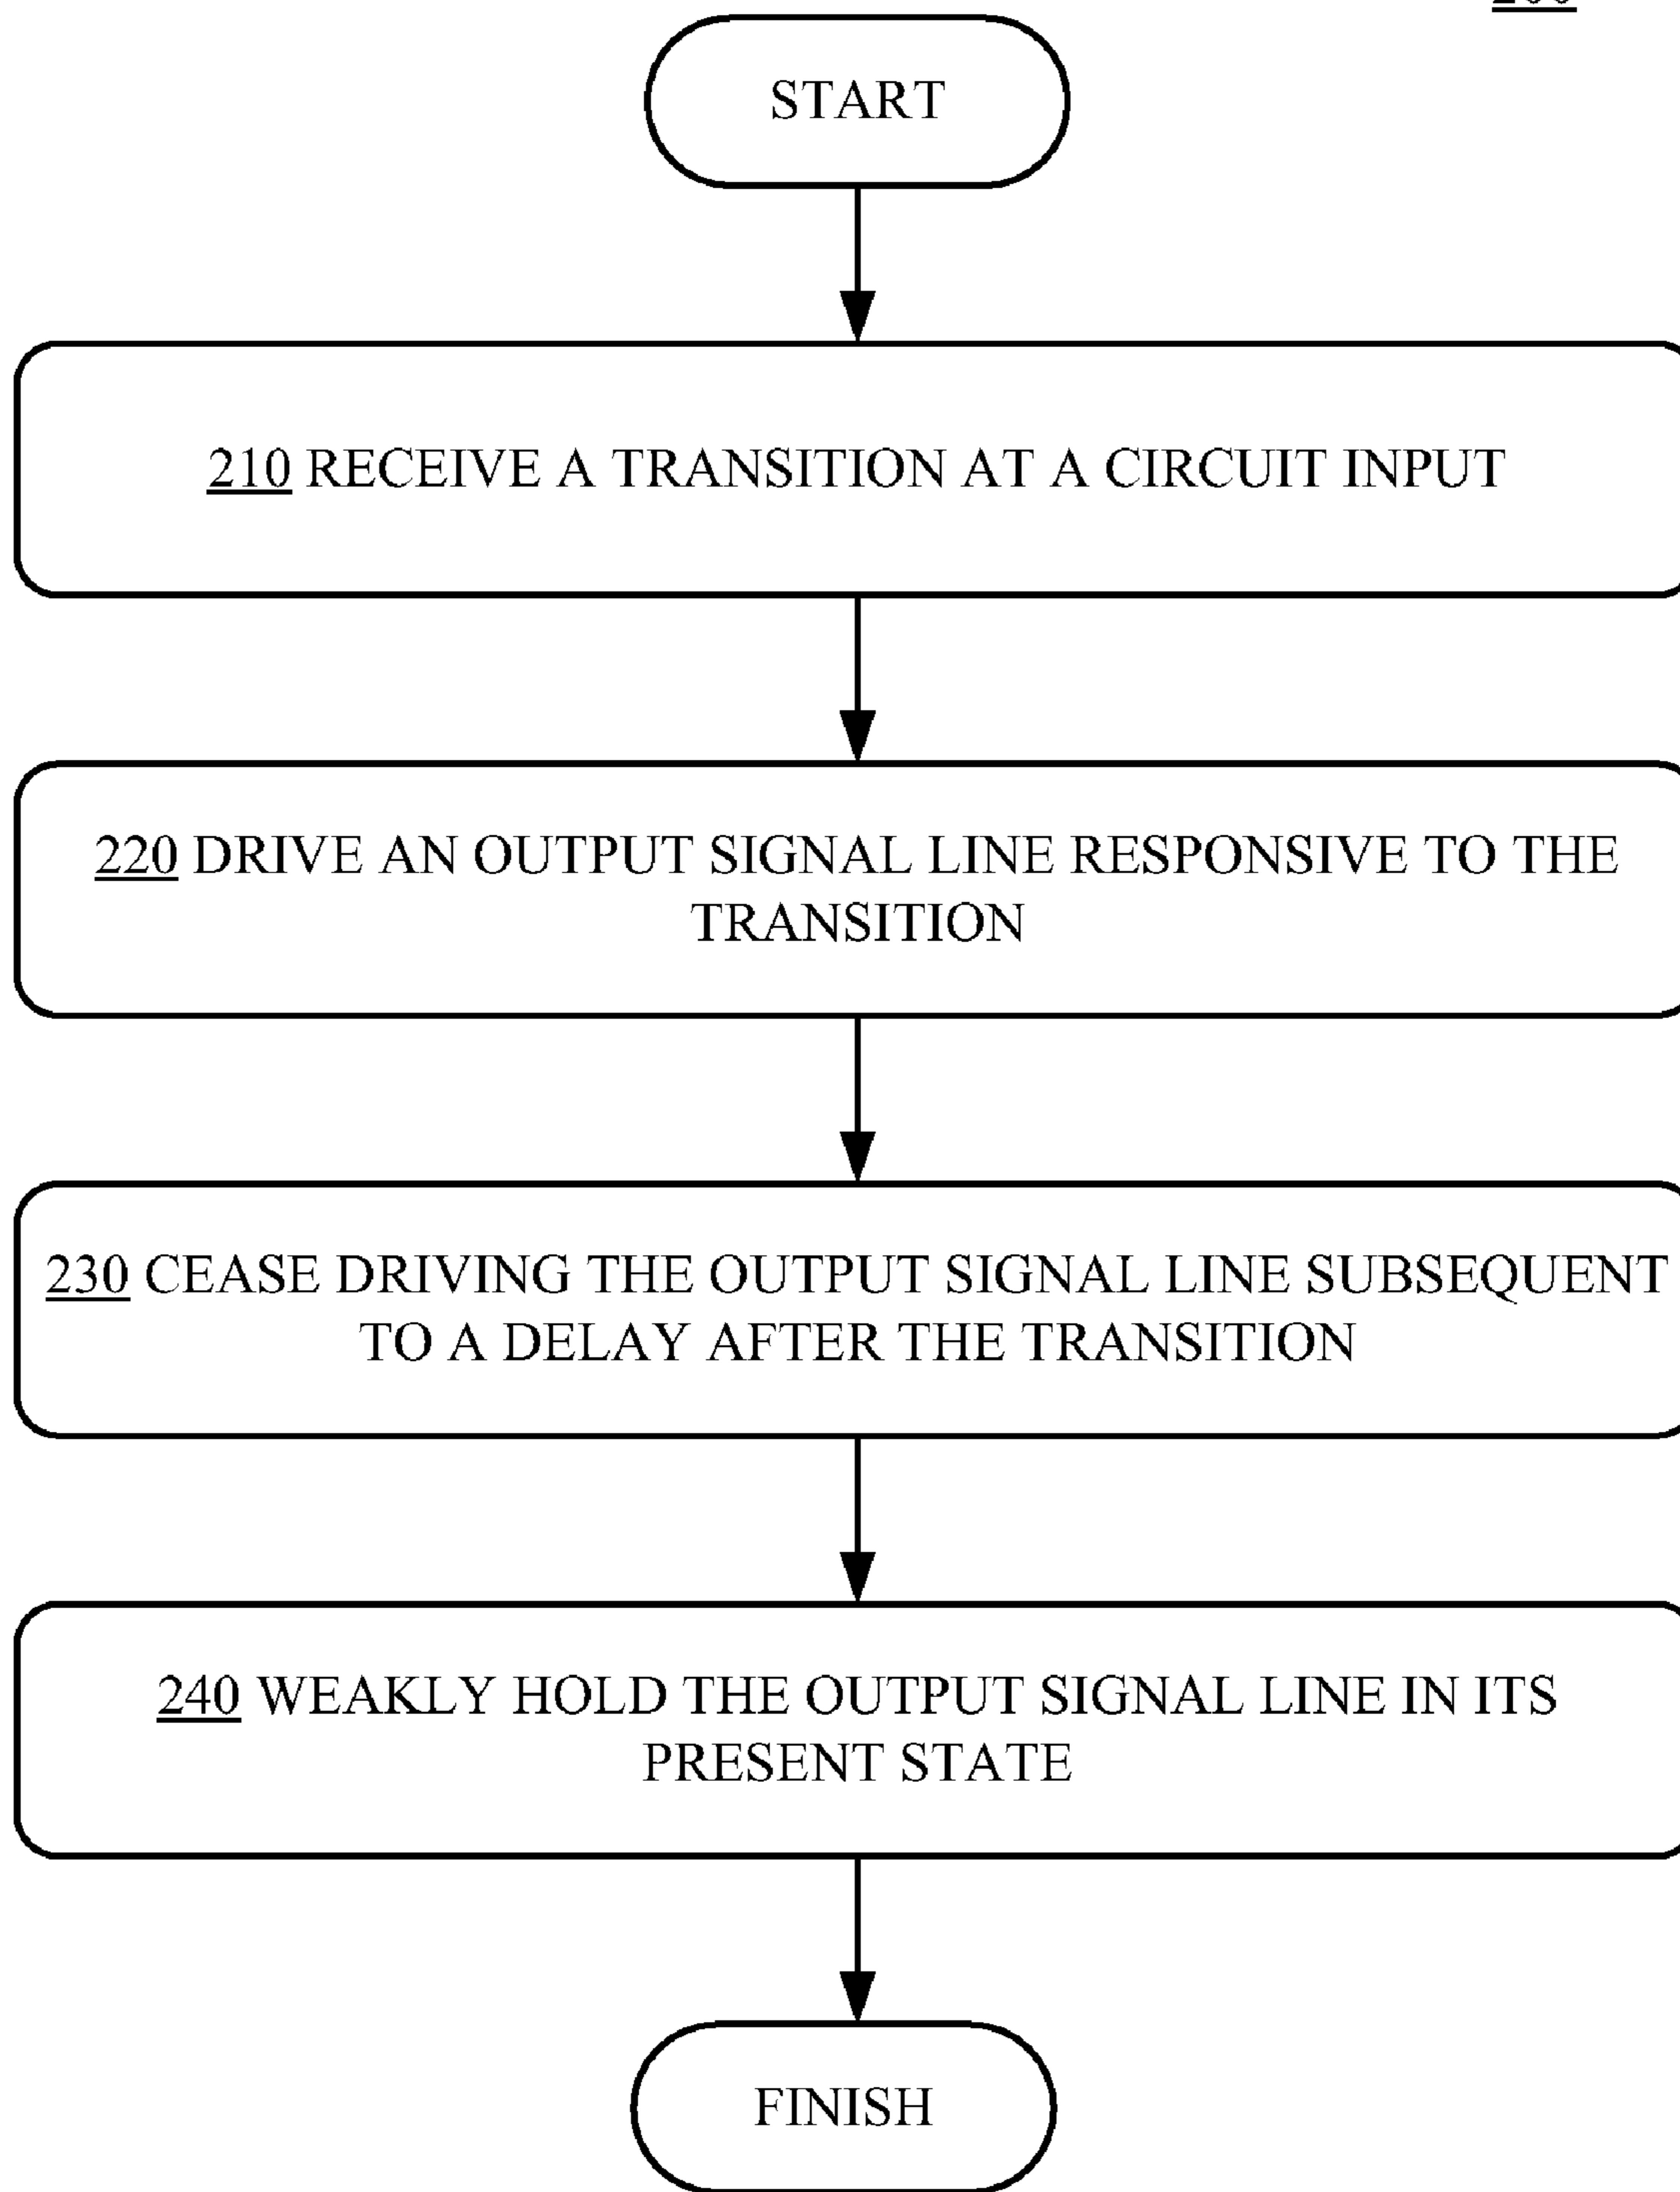 START
210 RECEIVE A TRANSITION AT A CIRCUIT INPUT
220 DRIVE AN OUTPUT SIGNAL LINE RESPONSIVE TO THE
TRANSITION
230 CEASE DRIVING THE OUTPUT SIGNAL LINE SUBSEQUENT
TO A DELAY AFTER THE TRANSITION
240 WEAKLY HOLD THE OUTPUT SIGNAL LINE IN ITS
PRESENT STATE
FINISH